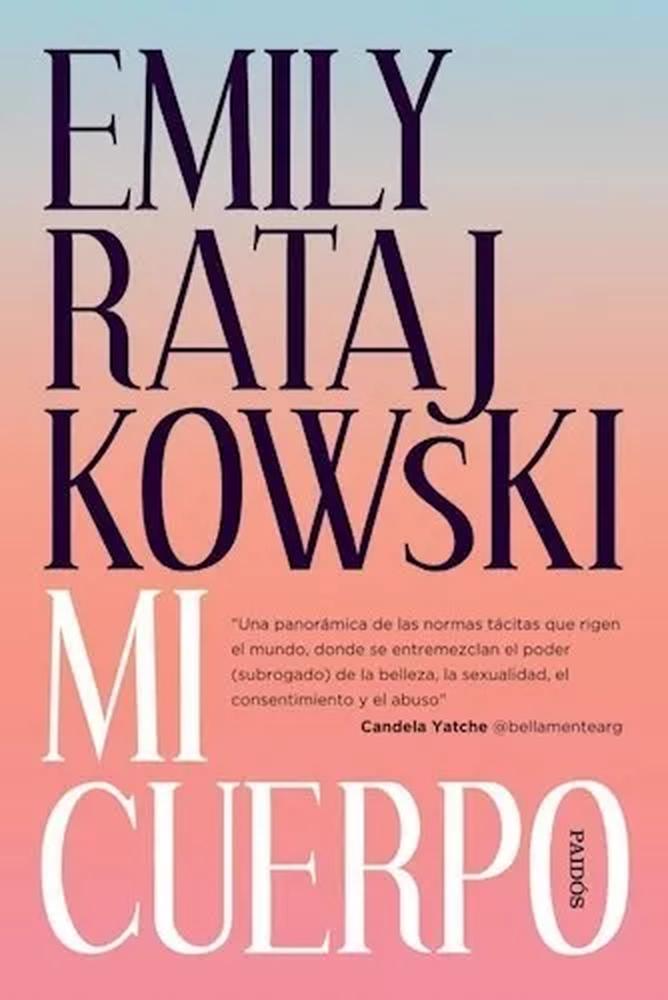 EMILY
RATAJ
KOWSKI
MI
"Una panorámica de las normas tácitas que rigen
el mundo, donde se entremezclan el poder
(subrogado) de la belleza, la sexualidad, el
consentimiento y el abuso"
Candela Yatche @bellamentearg
CUERPO
PAIDÓS